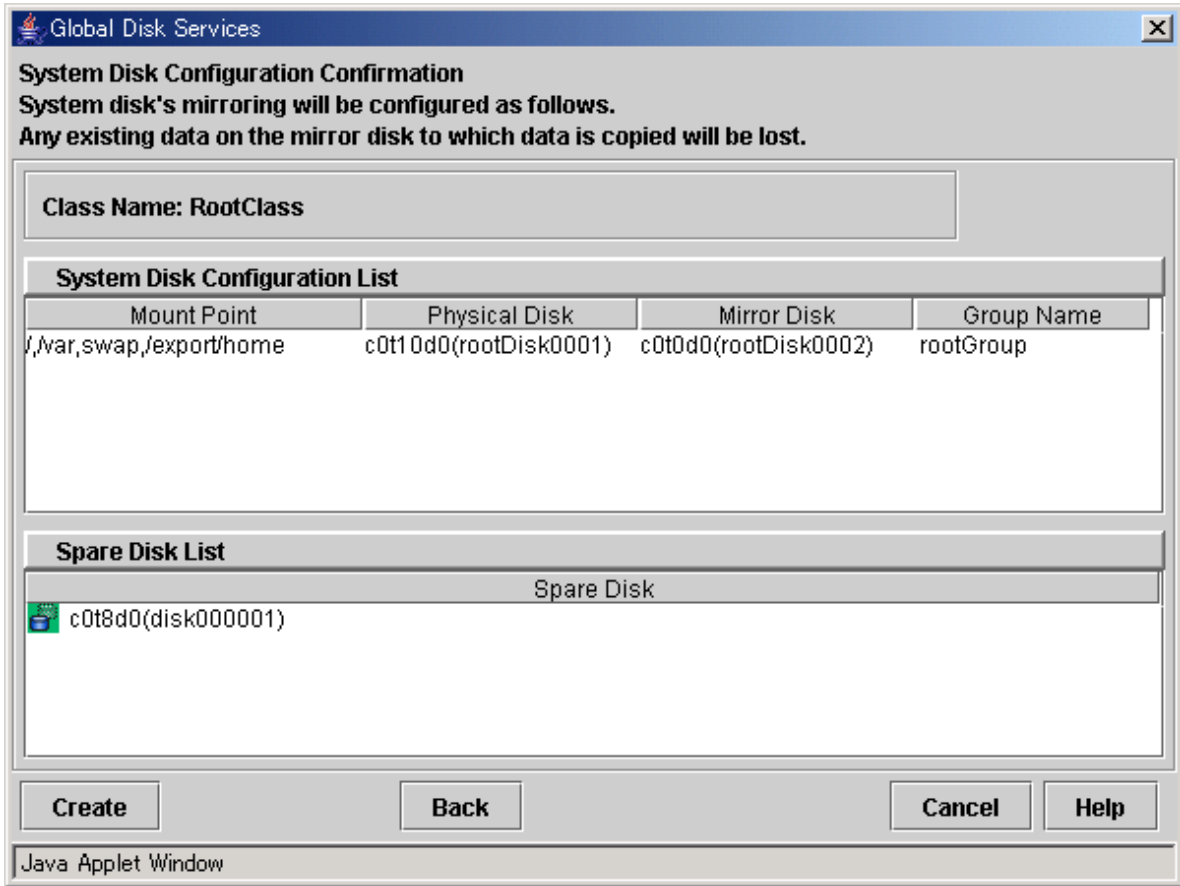 Global Disk Services
System Disk Configuration Confirmation
System disk's mirroring will be configured as follows.
Any existing data on the mirror disk to which data is copied will be lost.
Class Name: RootClass
System Disk Configuration List
Mount Point Physical Disk Mirror Disk Group Name
/,/var,swap,/export/home c0t10d0(rootDisk0001) c0t0d0(rootDisk0002) rootGroup
Spare Disk List
Spare Disk
c0t8d0(disk000001)
Create Back Cancel Help
Java Applet Window